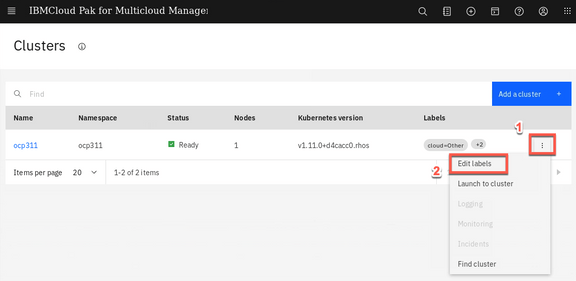 IBMCloud Pak for Multicloud Manage
Clusters
Find
Add a cluster +
Name Namespace Status Nodes Kubernetes version Labels
1
ocp311 ocp311 Ready 1 v1.11.0+d4cacc0.rhos cloud=Other +2
2
Edit labels
Items per page 20 1-2 of 2 items
Launch to cluster
Logging
Monitoring
Incidents
Find cluster